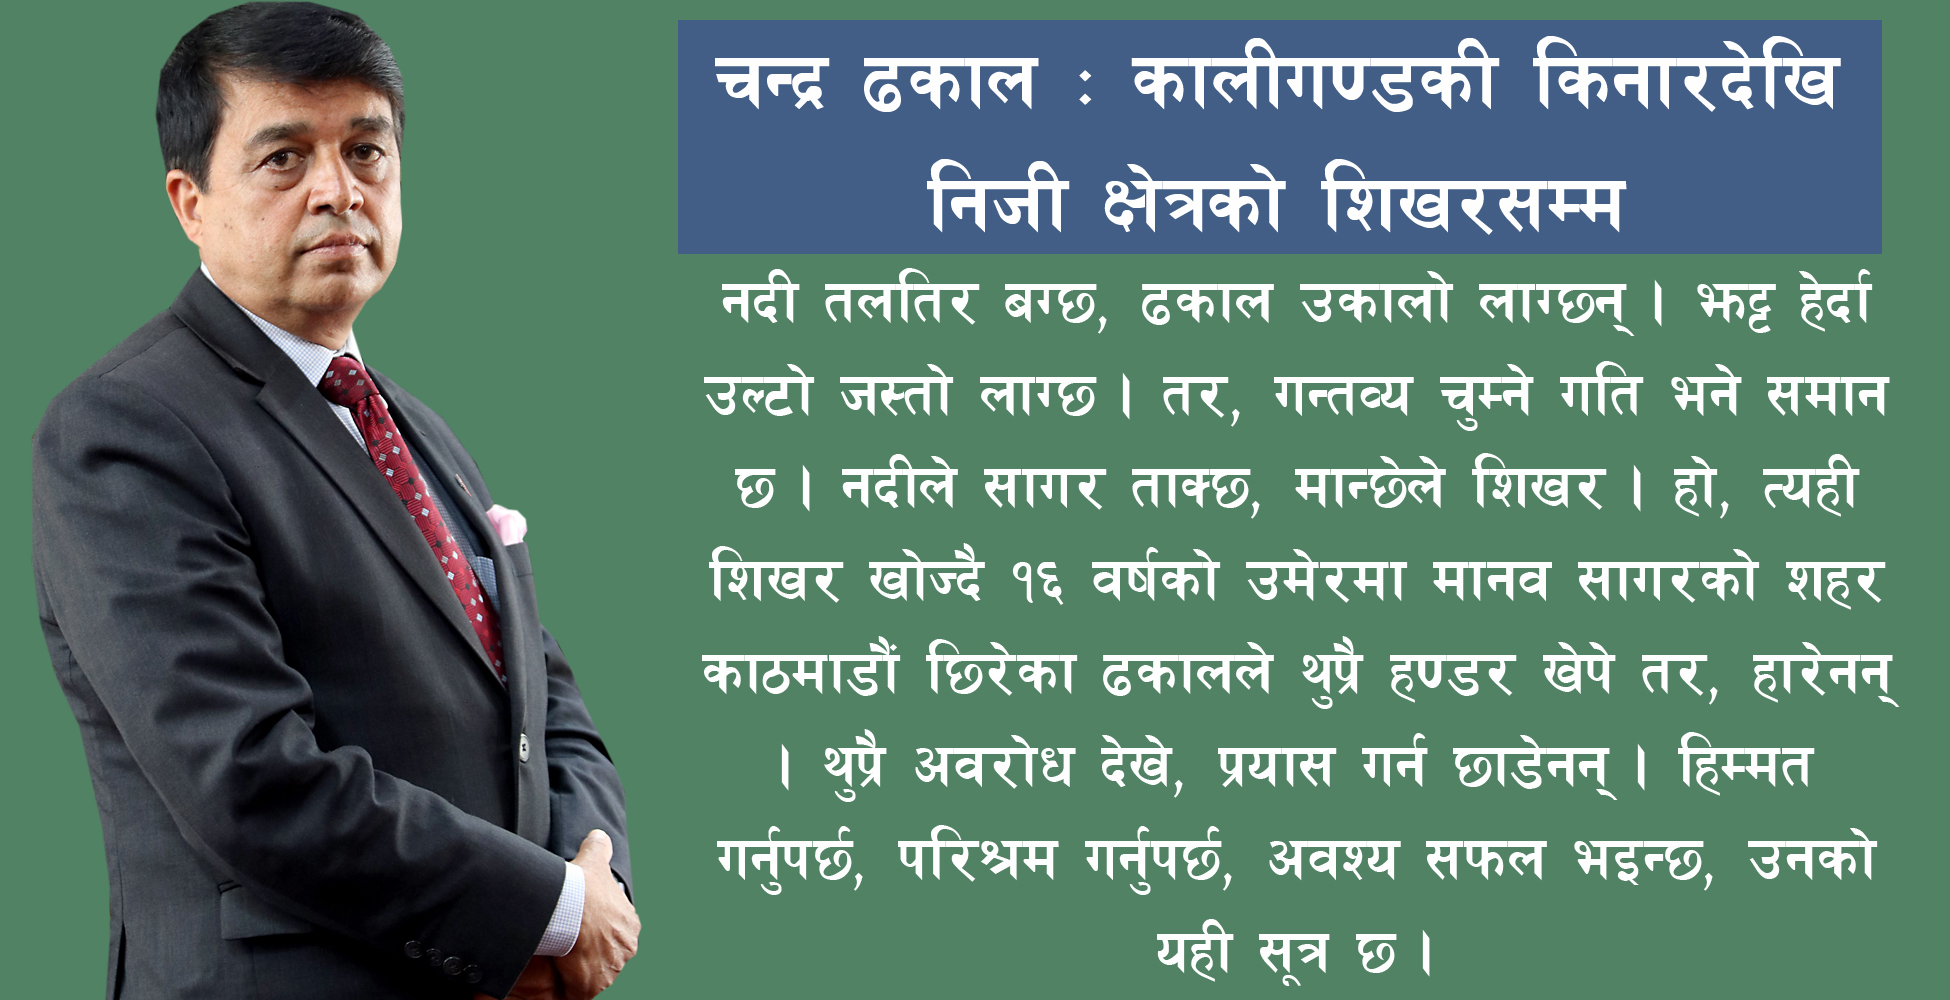 चन्द्र ढकाल : कालीगण्डकी किनारदेखि
निजी क्षेत्रको शिखरसम्म
नदी तलतिर बग्छ, ढकाल उकालो लाग्छन् । झट्ट हेर्दा
उल्टो जस्तो लाग्छ । तर, गन्तव्य चुम्ने गति भने समान
छ । नदीले सागर ताक्छ, मान्छेले शिखर । हो, त्यही
शिखर खोज्दै १६ वर्षको उमेरमा मानव सागरको शहर
काठमाडौं छिरेका ढकालले थुप्रै हण्डर खेपे तर, हारेनन्
। थुप्रै अवरोध देखे, प्रयास गर्न छाडेनन् । हिम्मत
गर्नुपर्छ, परिश्रम गर्नुपर्छ, अवश्य सफल भइन्छ, उनको
यही सूत्र छ ।